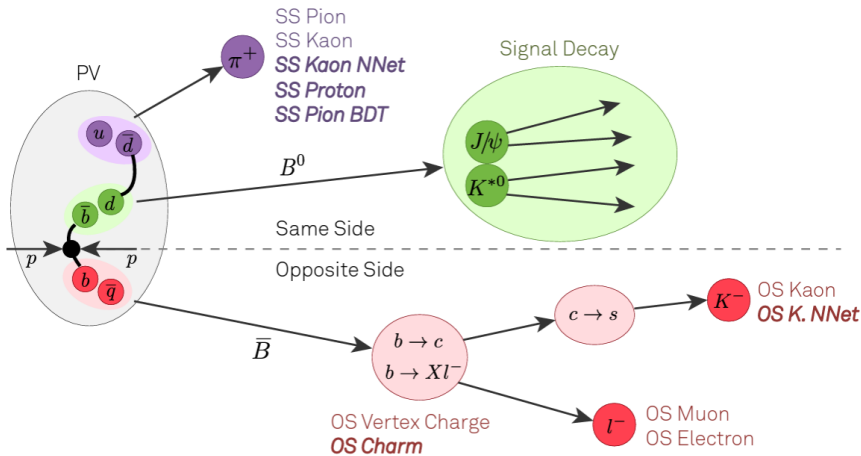 SS Pion
SS Kaon
SS Kaon NNet
SS Proton
SS Pion BDT
π⁺
Signal Decay
PV
u
d̅
J/ψ
B⁰
K*⁰
d
b̅
Same Side
p
p
Opposite Side
b
q̅
B̅
b → c
b → Xl⁻
c → s
K⁻
OS Kaon
OS K. NNet
OS Vertex Charge
OS Charm
l⁻
OS Muon
OS Electron